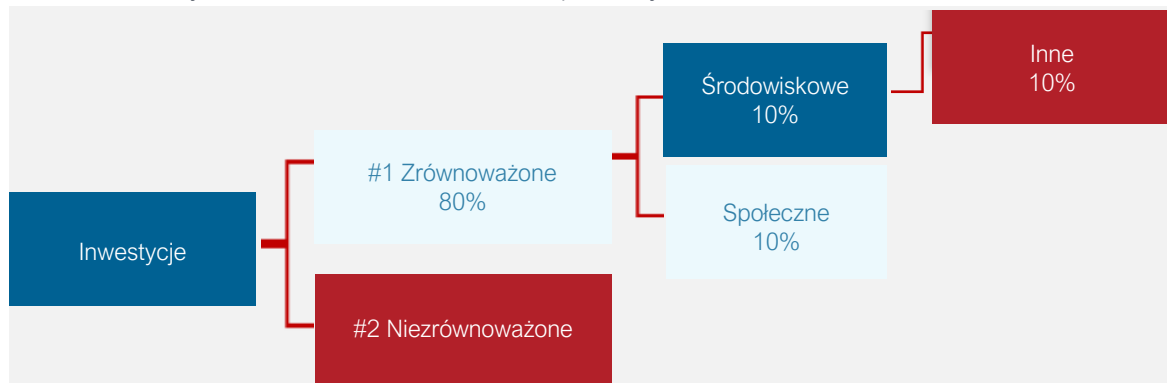 Inwestycje
#1 Zrównoważone
80%
#2 Niezrównoważone
Środowiskowe
10%
Społeczne
10%
Inne
10%